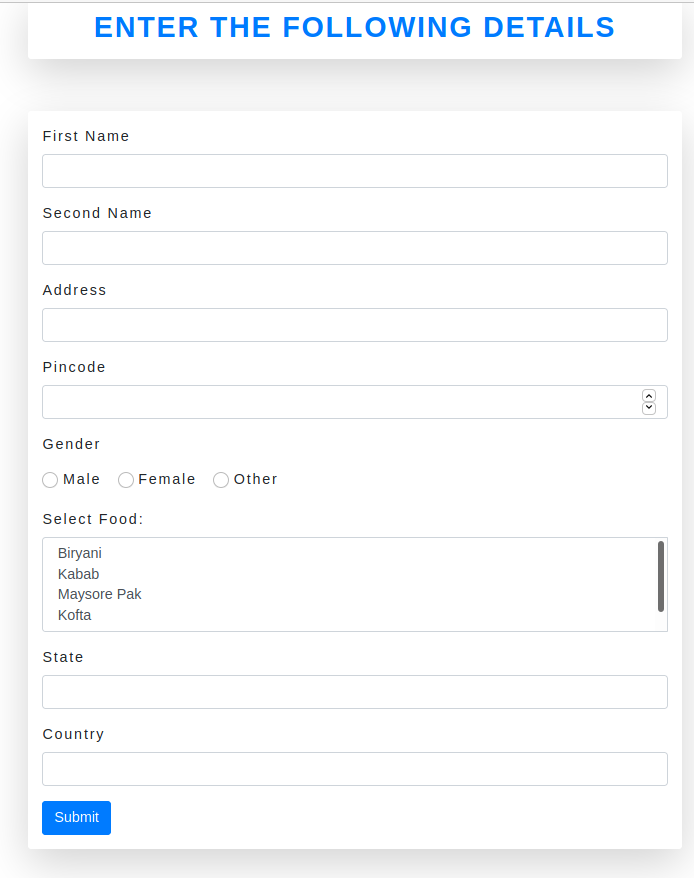 ENTER THE FOLLOWING DETAILS
First Name
Second Name
Address
Pincode
Gender
Male Female Other
Select Food:
Biryani
Kabab
Maysore Pak
Kofta
State
Country
Submit